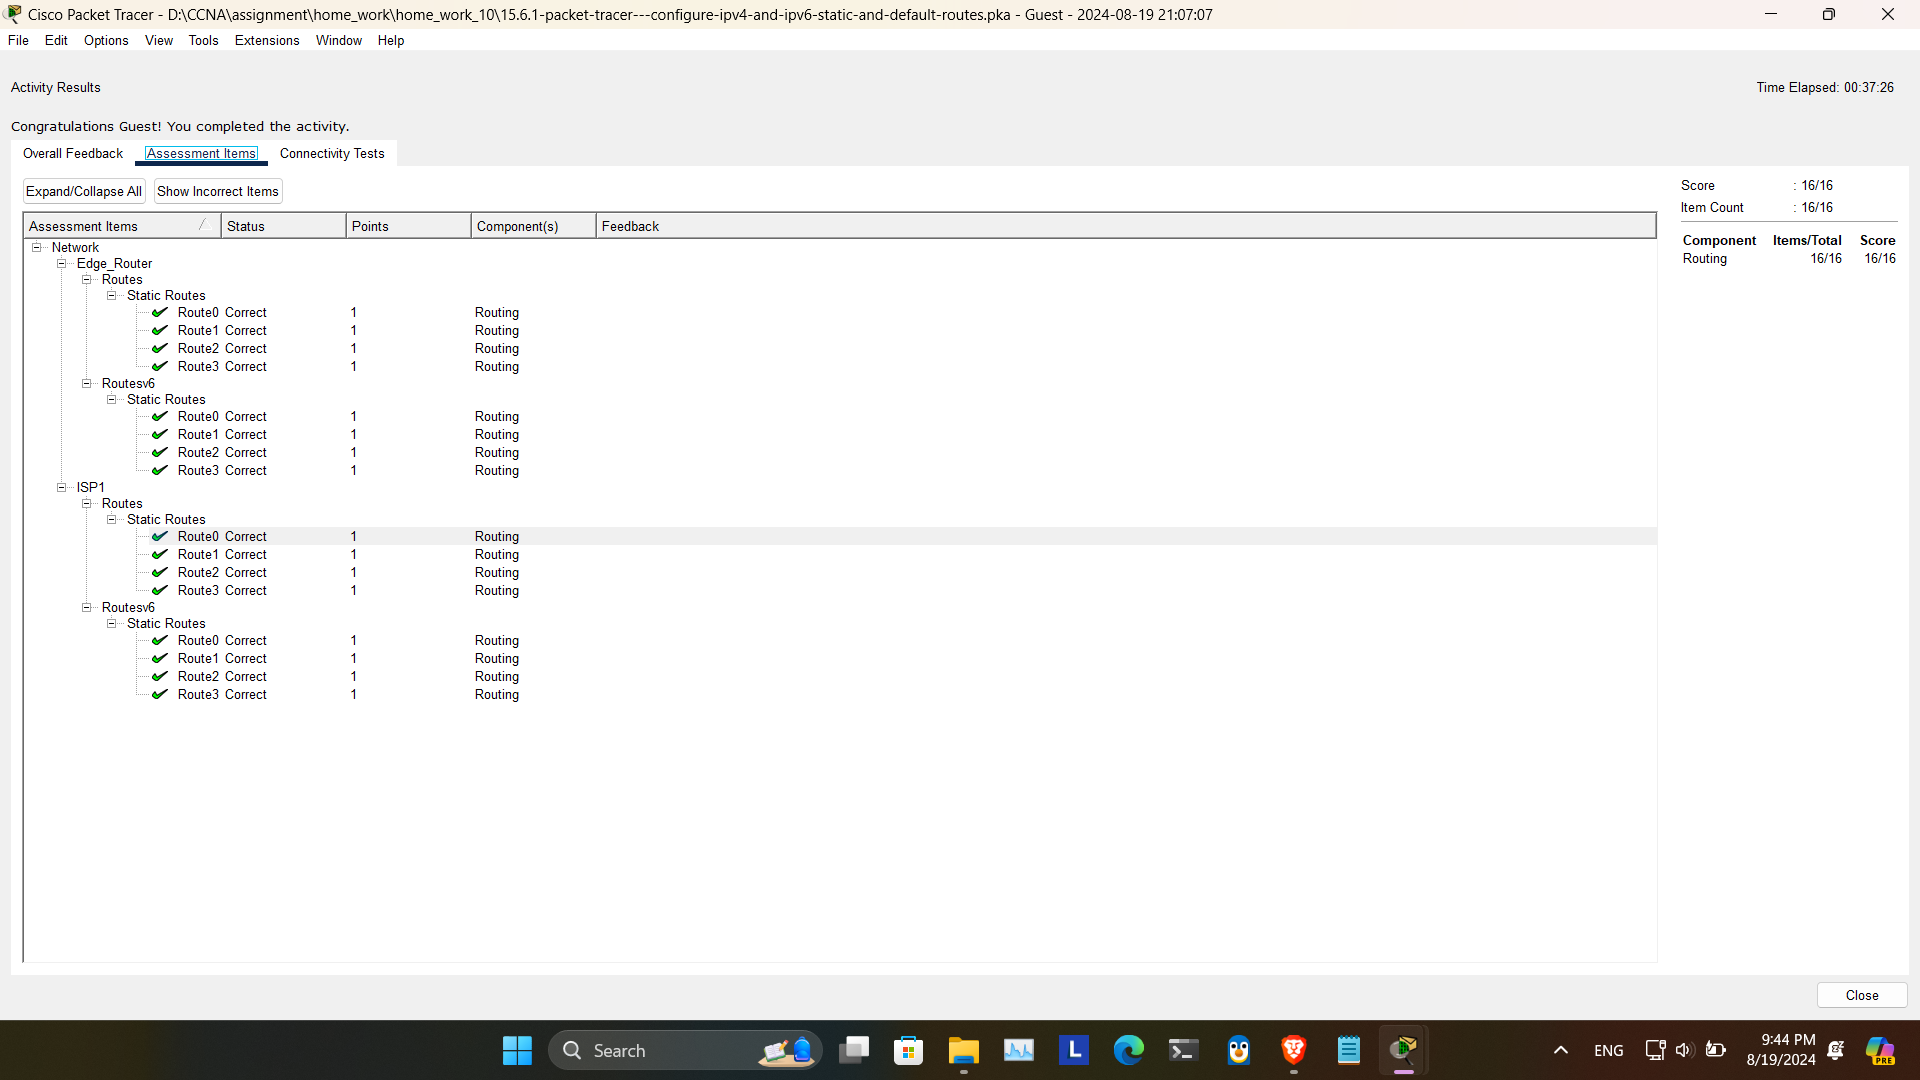 Cisco Packet Tracer - D:\CCNA\assignment\home_work\home_work_10\15.6.1-packet-tracer---configure-ipv4-and-ipv6-static-and-default-routes.pka - Guest - 2024-08-19 21:07:07
File Edit Options View Tools Extensions Window Help
Activity Results
Time Elapsed: 00:37:26
Congratulations Guest! You completed the activity.
Overall Feedback Assessment Items Connectivity Tests
Expand/Collapse All Show Incorrect Items
Score : 16/16
Item Count : 16/16
Component Items/Total Score
Routing 16/16 16/16
Assessment Items Status Points Component(s) Feedback
Network
Edge_Router
Routes
Static Routes
Route0 Correct 1 Routing
Route1 Correct 1 Routing
Route2 Correct 1 Routing
Route3 Correct 1 Routing
Routesv6
Static Routes
Route0 Correct 1 Routing
Route1 Correct 1 Routing
Route2 Correct 1 Routing
Route3 Correct 1 Routing
ISP1
Routes
Static Routes
Route0 Correct 1 Routing
Route1 Correct 1 Routing
Route2 Correct 1 Routing
Route3 Correct 1 Routing
Routesv6
Static Routes
Route0 Correct 1 Routing
Route1 Correct 1 Routing
Route2 Correct 1 Routing
Route3 Correct 1 Routing
Close
Search
L
ENG
9:44 PM
8/19/2024
PRE